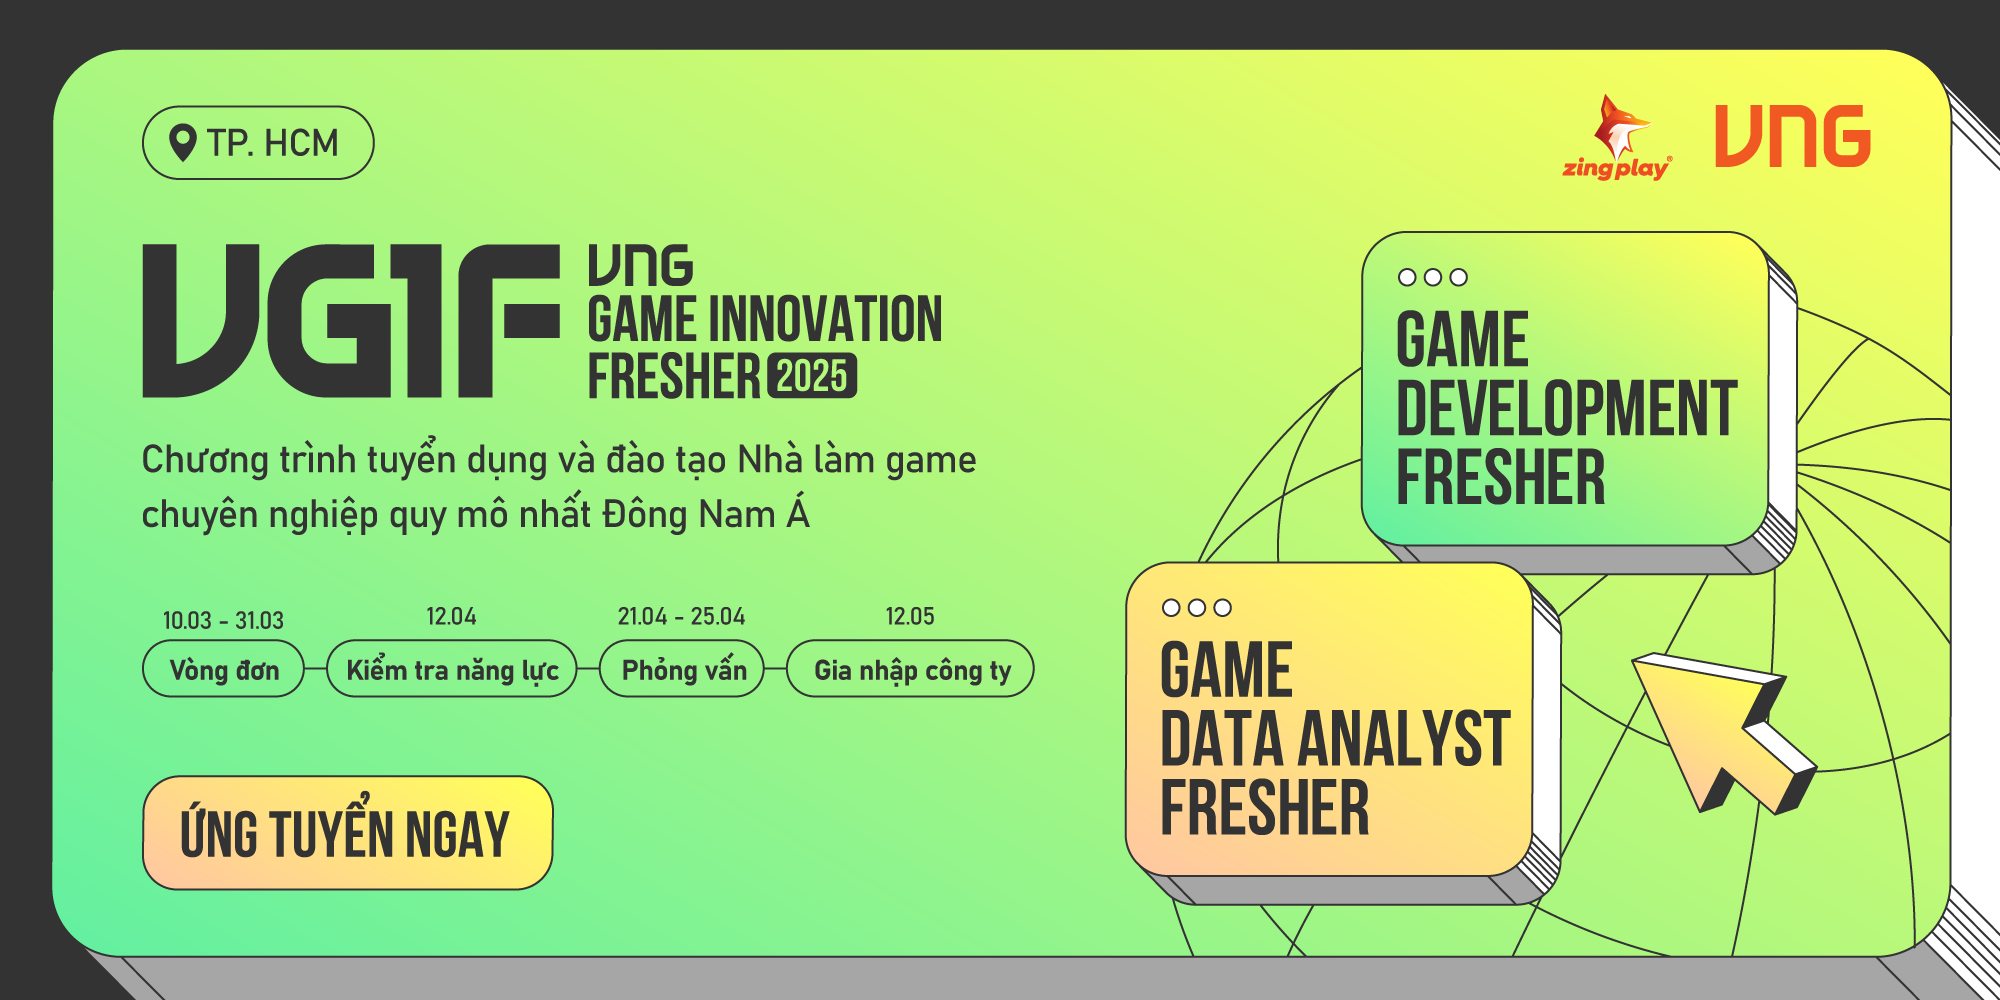 TP. HCM
zingplay
VNG
VGIF
VNG
GAME INNOVATION
FRESHER 2025
Chương trình tuyển dụng và đào tạo Nhà làm game
chuyên nghiệp quy mô nhất Đông Nam Á
10.03 - 31.03
Vòng đơn
12.04
Kiểm tra năng lực
21.04 - 25.04
Phỏng vấn
12.05
Gia nhập công ty
ỨNG TUYỂN NGAY
GAME
DEVELOPMENT
FRESHER
GAME
DATA ANALYST
FRESHER